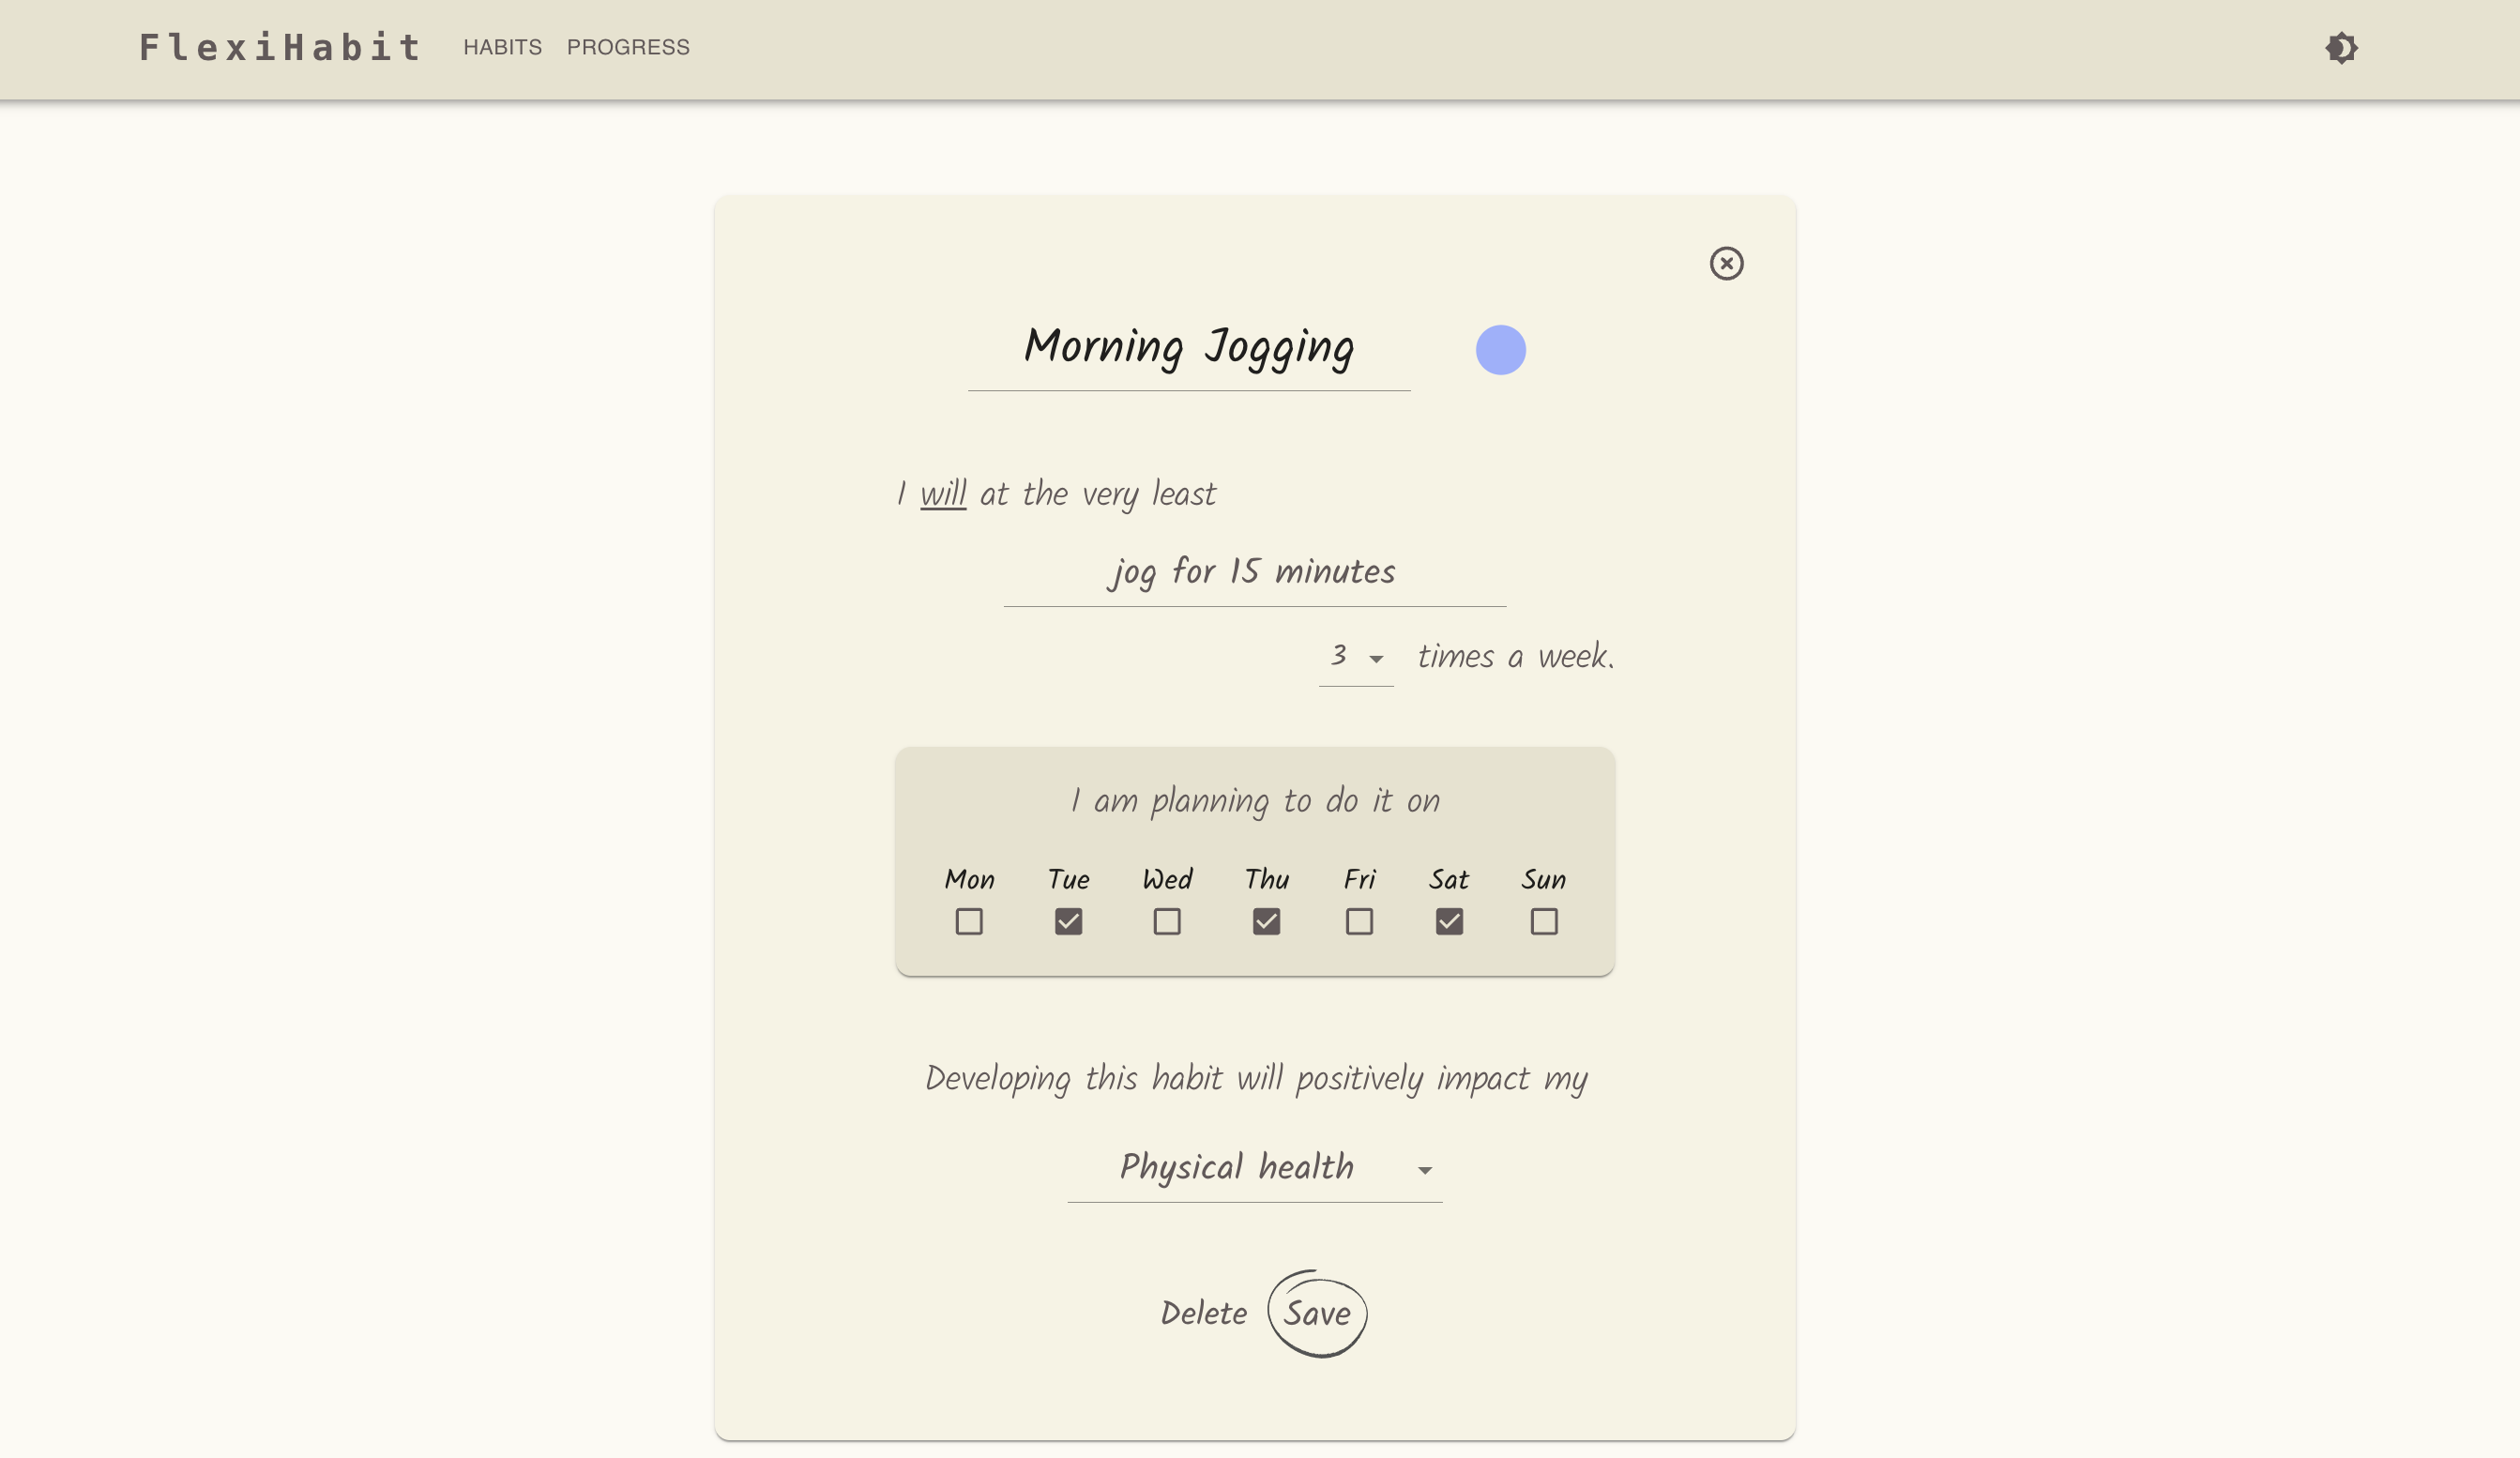 FlexiHabit HABITS PROGRESS
Morning Jogging
I will at the very least
jog for 15 minutes
3 times a week.
I am planning to do it on
Mon Tue Wed Thu Fri Sat Sun
Developing this habit will positively impact my
Physical health
Delete Save